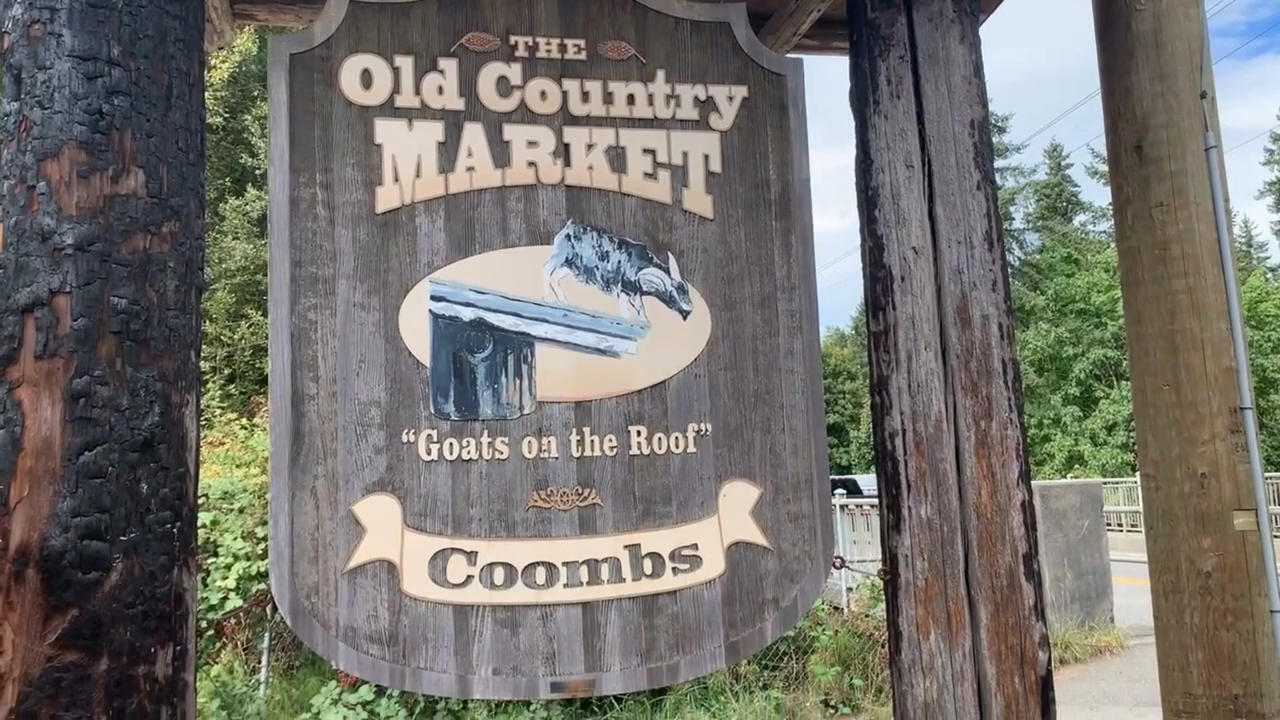 THE
Old Country
MARKET
“Goats on the Roof”
Coombs